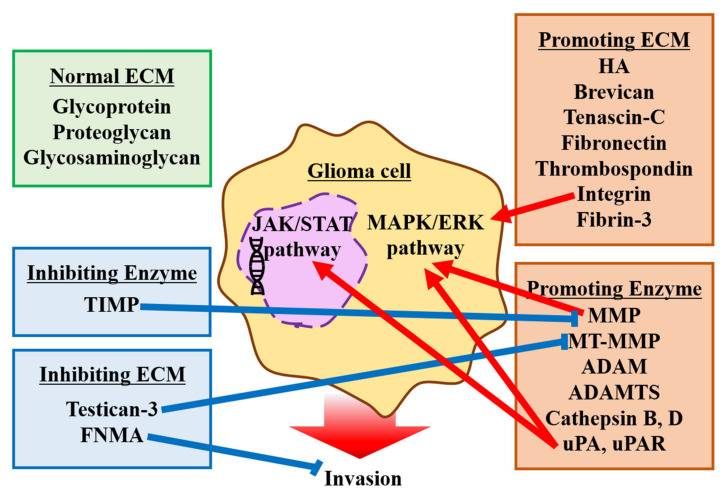 Normal ECM
Glycoprotein
Proteoglycan
Glycosaminoglycan
Inhibiting Enzyme
TIMP
Inhibiting ECM
Testican-3
FNMA
Glioma cell
JAK/STAT
pathway
MAPK/ERK
pathway
Invasion
Promoting ECM
HA
Brevican
Tenascin-C
Fibronectin
Thrombospondin
Integrin
Fibrin-3
Promoting Enzyme
MMP
MT-MMP
ADAM
ADAMTS
Cathepsin B, D
uPA, uPAR